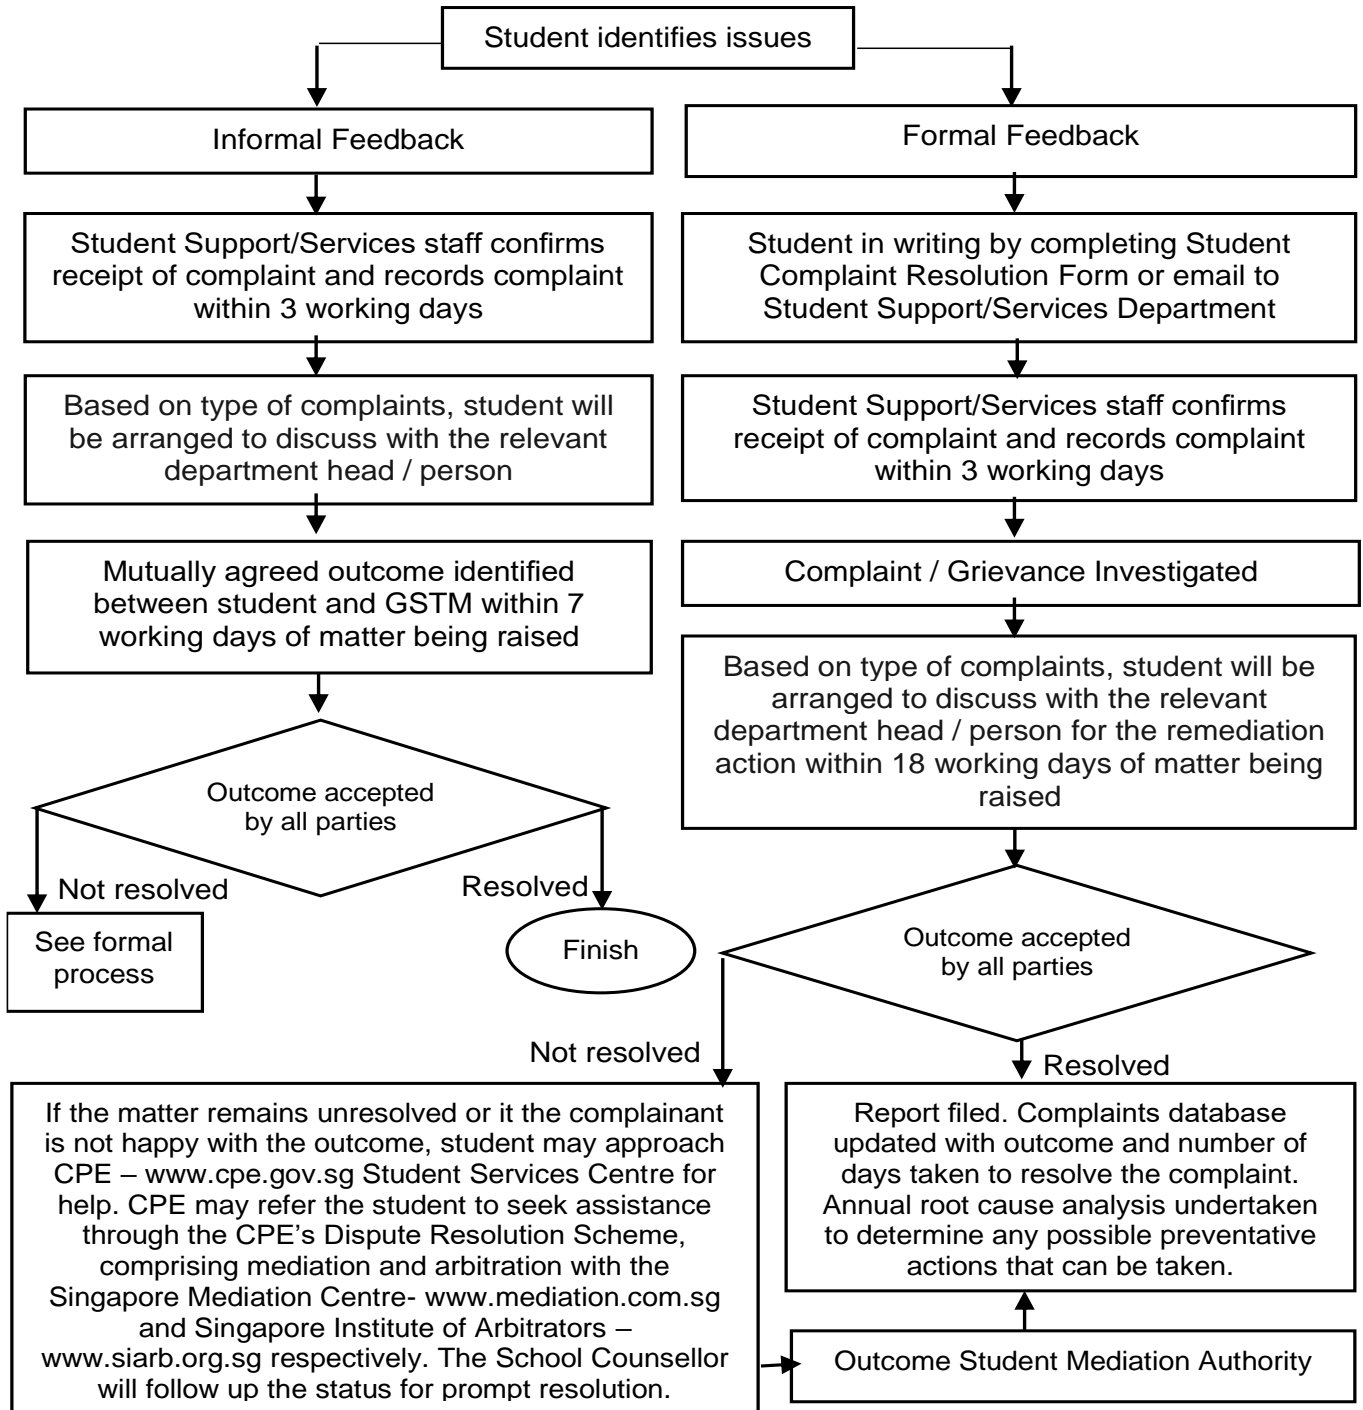 Student identifies issues
Informal Feedback
Student Support/Services staff confirms
receipt of complaint and records complaint
within 3 working days
Based on type of complaints, student will
be arranged to discuss with the relevant
department head / person
Mutually agreed outcome identified
between student and GSTM within 7
working days of matter being raised
Outcome accepted
by all parties
Not resolved
Resolved
See formal
process
Finish
Formal Feedback
Student in writing by completing Student
Complaint Resolution Form or email to
Student Support/Services Department
Student Support/Services staff confirms
receipt of complaint and records complaint
within 3 working days
Complaint / Grievance Investigated
Based on type of complaints, student will be
arranged to discuss with the relevant
department head / person for the remediation
action within 18 working days of matter being
raised
Outcome accepted
by all parties
Not resolved
Resolved
If the matter remains unresolved or it the complainant
is not happy with the outcome, student may approach
CPE – www.cpe.gov.sg Student Services Centre for
help. CPE may refer the student to seek assistance
through the CPE's Dispute Resolution Scheme,
comprising mediation and arbitration with the
Singapore Mediation Centre- www.mediation.com.sg
and Singapore Institute of Arbitrators –
www.siarb.org.sg respectively. The School Counsellor
will follow up the status for prompt resolution.
Report filed. Complaints database
updated with outcome and number of
days taken to resolve the complaint.
Annual root cause analysis undertaken
to determine any possible preventative
actions that can be taken.
Outcome Student Mediation Authority